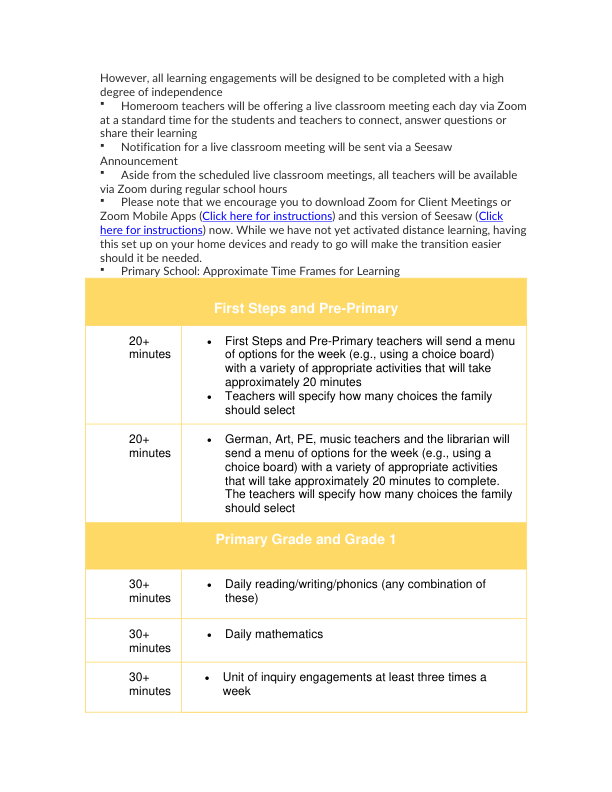 However, all learning engagements will be designed to be completed with a high
degree of independence
▪ Homeroom teachers will be offering a live classroom meeting each day via Zoom
at a standard time for the students and teachers to connect, answer questions or
share their learning
▪ Notification for a live classroom meeting will be sent via a Seesaw
Announcement
▪ Aside from the scheduled live classroom meetings, all teachers will be available
via Zoom during regular school hours
▪ Please note that we encourage you to download Zoom for Client Meetings or
Zoom Mobile Apps (Click here for instructions) and this version of Seesaw (Click
here for instructions) now. While we have not yet activated distance learning, having
this set up on your home devices and ready to go will make the transition easier
should it be needed.
▪ Primary School: Approximate Time Frames for Learning
First Steps and Pre-Primary
20+
minutes
• First Steps and Pre-Primary teachers will send a menu
of options for the week (e.g., using a choice board)
with a variety of appropriate activities that will take
approximately 20 minutes
• Teachers will specify how many choices the family
should select
20+
minutes
• German, Art, PE, music teachers and the librarian will
send a menu of options for the week (e.g., using a
choice board) with a variety of appropriate activities
that will take approximately 20 minutes to complete.
The teachers will specify how many choices the family
should select
Primary Grade and Grade 1
30+
minutes
• Daily reading/writing/phonics (any combination of
these)
30+
minutes
• Daily mathematics
30+
minutes
• Unit of inquiry engagements at least three times a
week